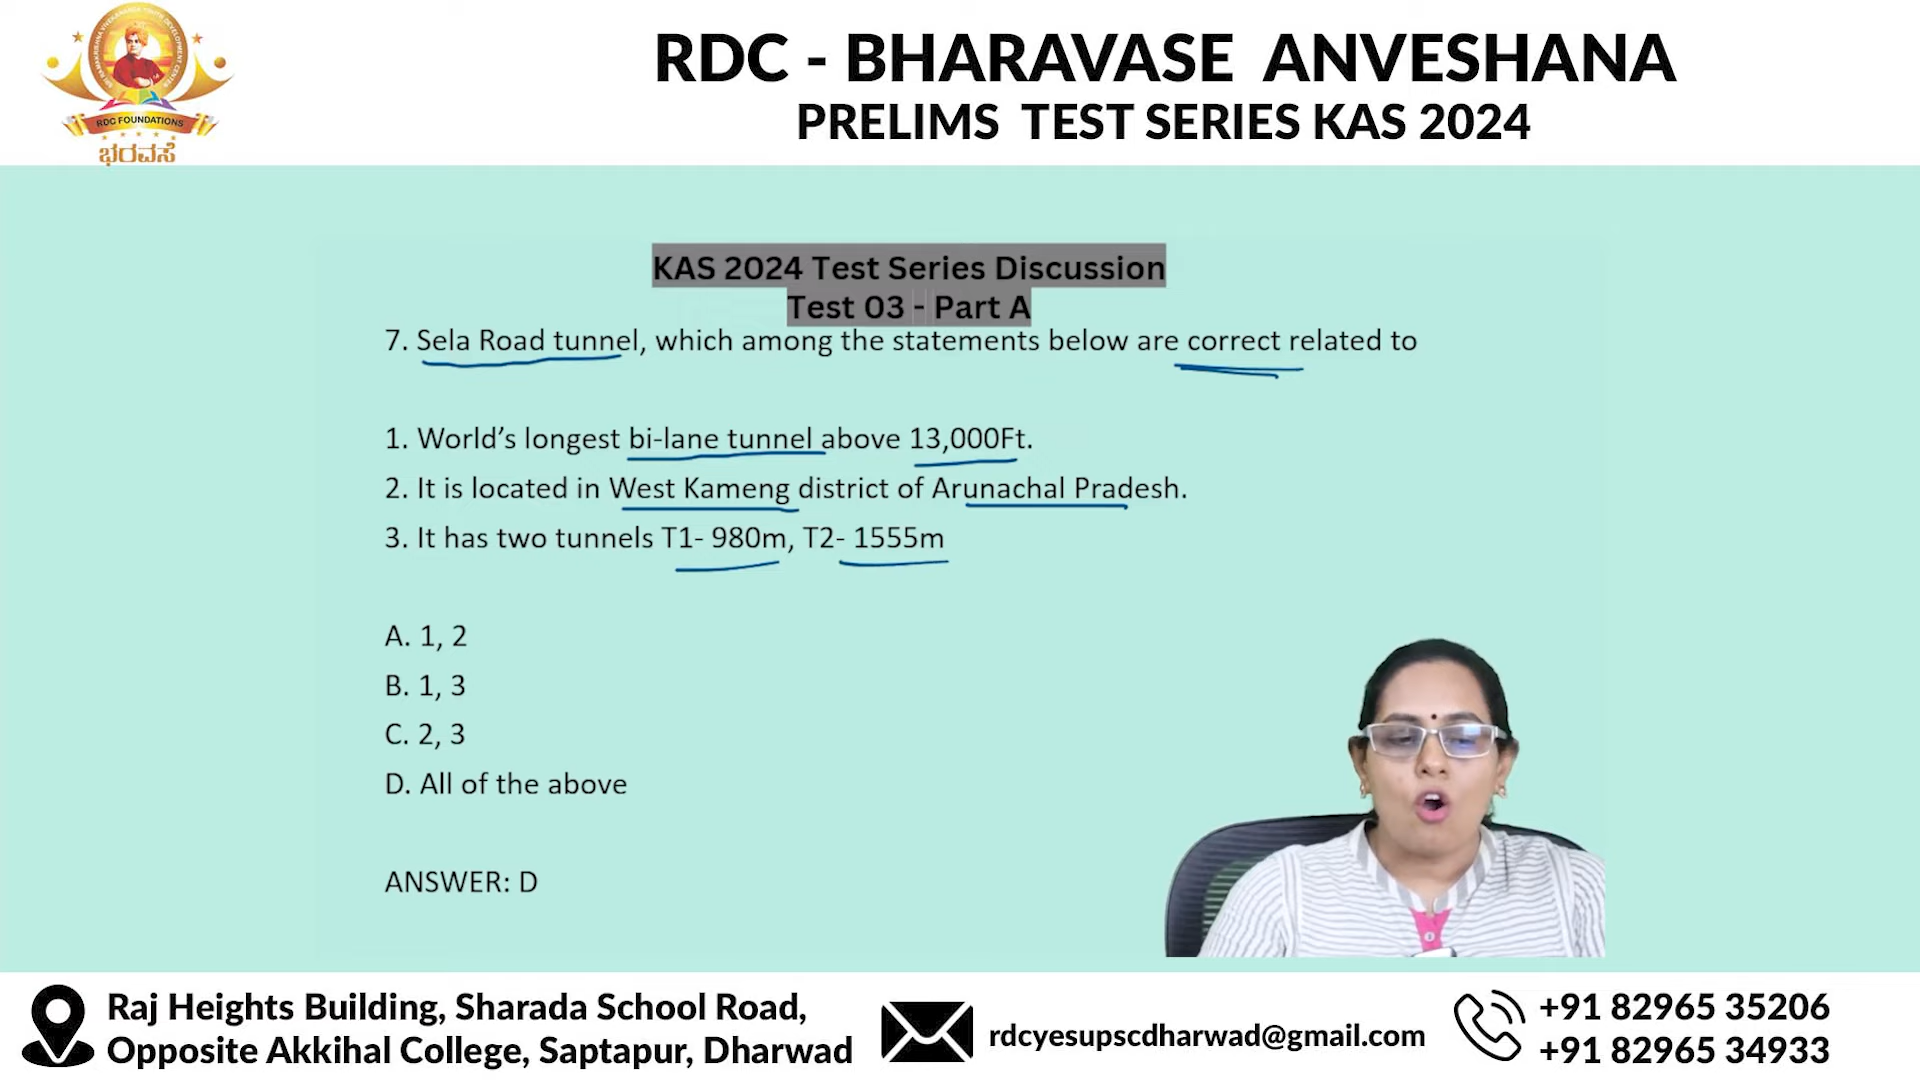 RDC FOUNDATIONS
ಭರವಸೆ
RDC - BHARAVASE ANVESHANA
PRELIMS TEST SERIES KAS 2024
KAS 2024 Test Series Discussion
Test 03 - Part A
7. Sela Road tunnel, which among the statements below are correct related to
1. World’s longest bi-lane tunnel above 13,000Ft.
2. It is located in West Kameng district of Arunachal Pradesh.
3. It has two tunnels T1- 980m, T2- 1555m
A. 1, 2
B. 1, 3
C. 2, 3
D. All of the above
ANSWER: D
Raj Heights Building, Sharada School Road,
Opposite Akkihal College, Saptapur, Dharwad
rdcyesupscdharwad@gmail.com
+91 82965 35206
+91 82965 34933